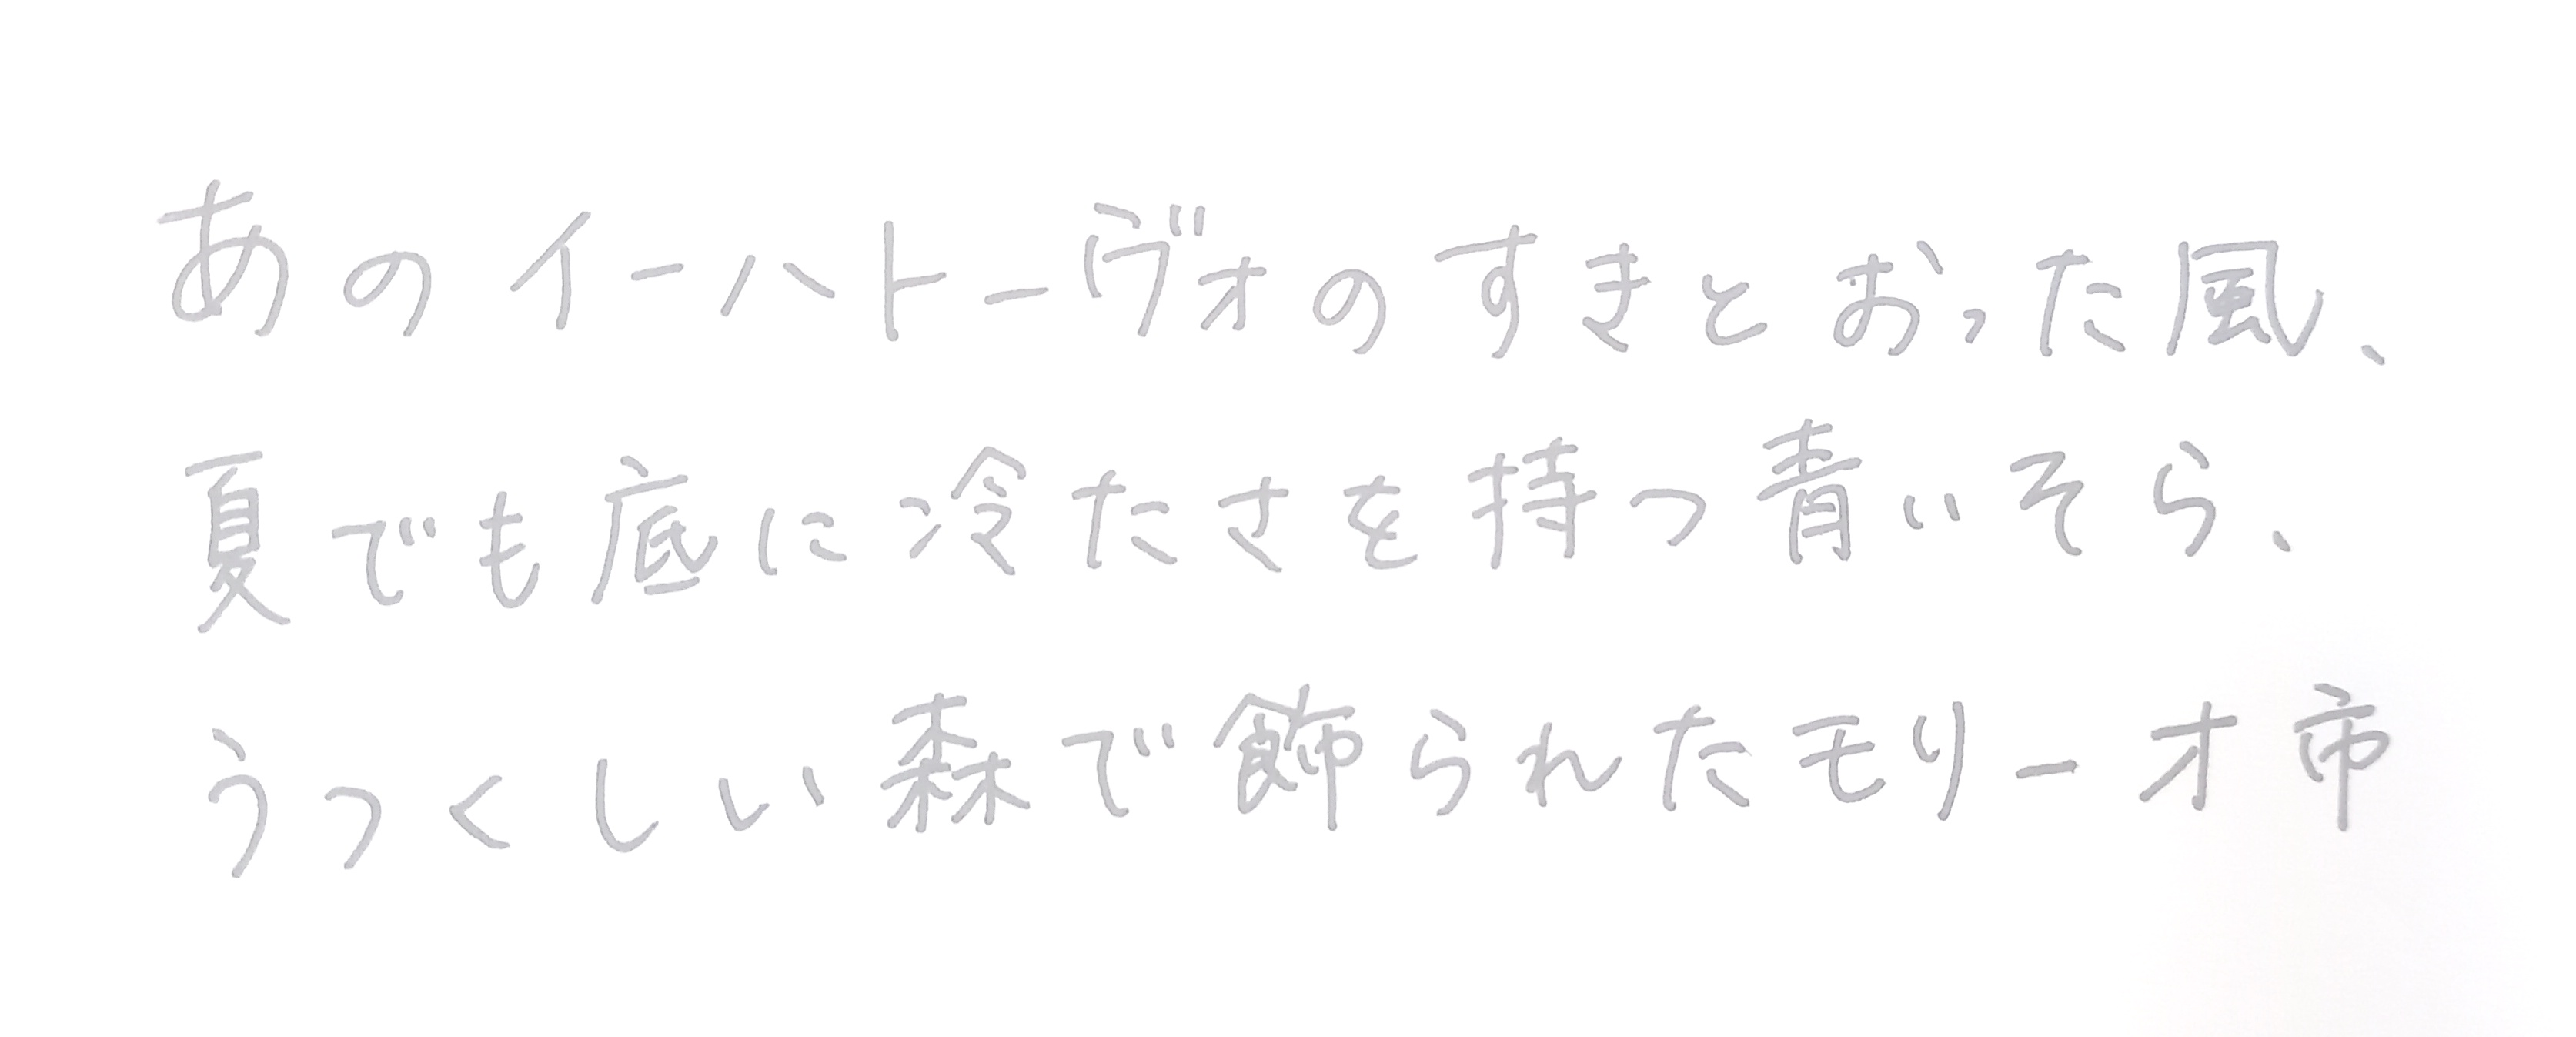 あのイーハトーヴォのすきとおった風、
夏でも底に冷たさを持つ青いそら、
うつくしい森で飾られたモリーオ市